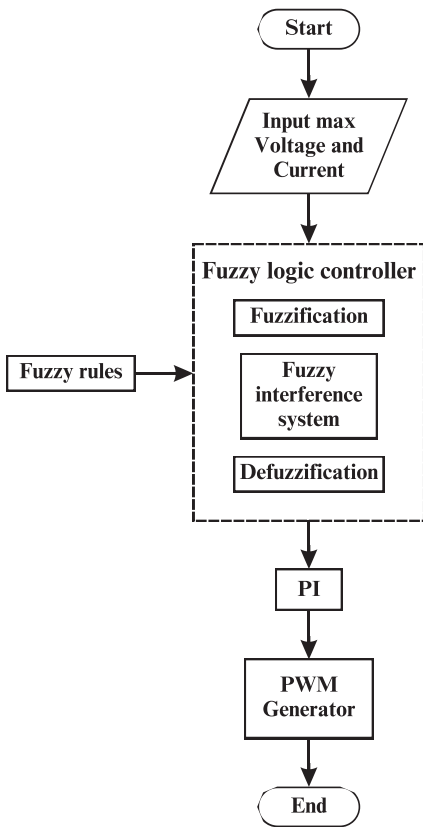 Start
Input max
Voltage and
Current
Fuzzy logic controller
Fuzzification
Fuzzy rules
Fuzzy
interference
system
Defuzzification
PI
PWM
Generator
End